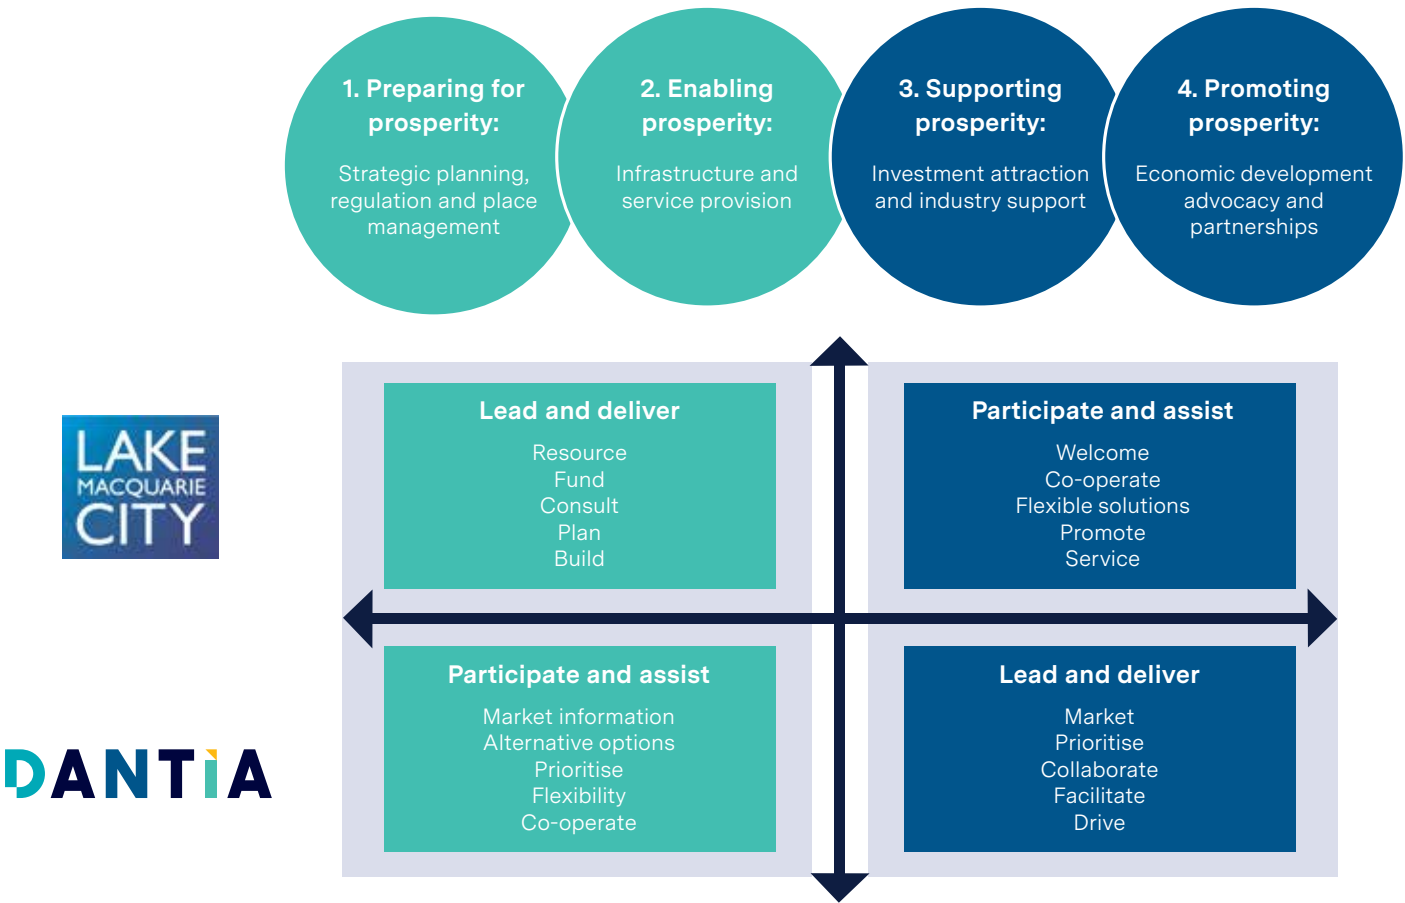 1. Preparing for
prosperity:
Strategic planning,
regulation and place
management
2. Enabling
prosperity:
Infrastructure and
service provision
3. Supporting
prosperity:
Investment attraction
and industry support
4. Promoting
prosperity:
Economic development
advocacy and
partnerships
LAKE
MACQUARIE
CITY
Lead and deliver
Resource
Fund
Consult
Plan
Build
Participate and assist
Welcome
Co-operate
Flexible solutions
Promote
Service
DANTiA
Participate and assist
Market information
Alternative options
Prioritise
Flexibility
Co-operate
Lead and deliver
Market
Prioritise
Collaborate
Facilitate
Drive